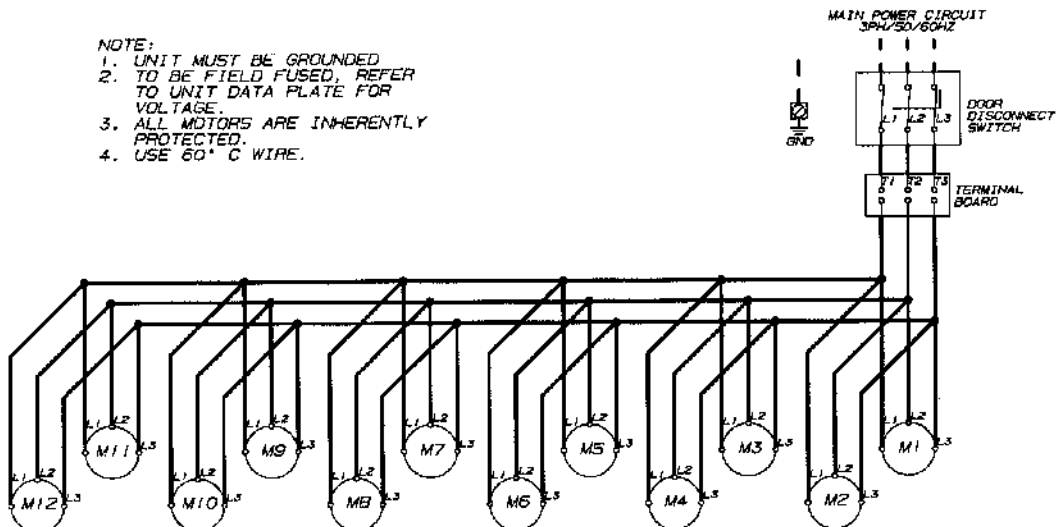 MAIN POWER CIRCUIT
3PH/50/60HZ
NOTE:
1. UNIT MUST BE GROUNDED
2. TO BE FIELD FUSED, REFER
TO UNIT DATA PLATE FOR
VOLTAGE.
3. ALL MOTORS ARE INHERENTLY
PROTECTED.
4. USE 60° C WIRE.
GND
L1 L2 L3
DOOR
DISCONNECT
SWITCH
T1 T2 T3
TERMINAL
BOARD
L1 L2 L3 L1 L2 L3 L1 L2 L3 L1 L2 L3 L1 L2 L3 L1 L2 L3
M11 M9 M7 M5 M3 M1
L1 L2 L3 L1 L2 L3 L1 L2 L3 L1 L2 L3 L1 L2 L3 L1 L2 L3
M12 M10 M8 M6 M4 M2